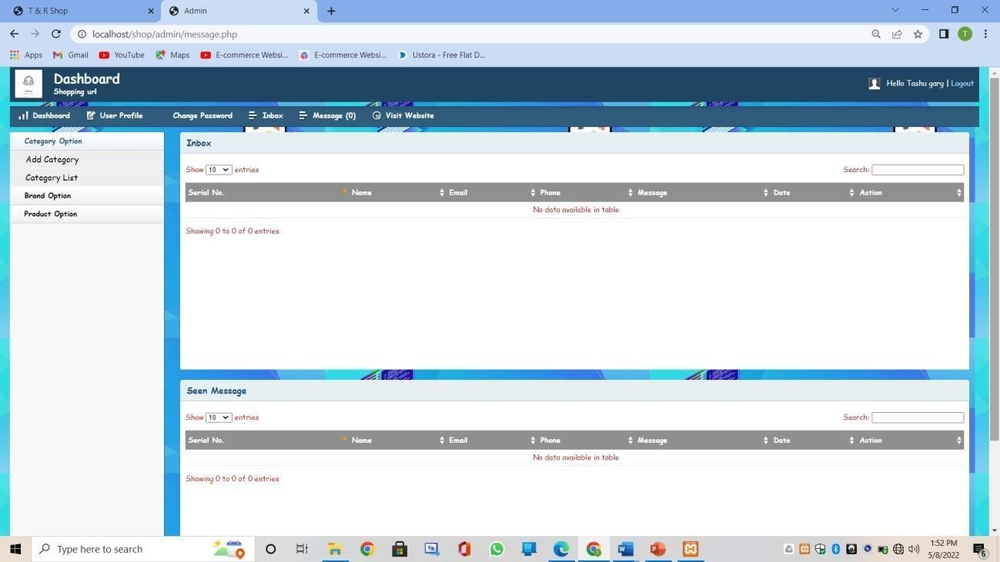 T & R Shop
Admin
localhost/shop/admin/message.php
T
Apps Gmail YouTube Maps E-commerce Websi... E-commerce Websi... Ustora - Free Flat D...
Dashboard
Shopping url
Hello Tashu garg | Logout
Dashboard User Profile Change Password Inbox Message (0) Visit Website
Category Option
Add Category
Category List
Brand Option
Product Option
Inbox
Show 10 entries Search:
Serial No. Name Email Phone Message Date Action
No data available in table
Showing 0 to 0 of 0 entries
Seen Message
Show 10 entries Search:
Serial No. Name Email Phone Message Date Action
No data available in table
Showing 0 to 0 of 0 entries
Type here to search
1:52 PM
5/8/2022
6